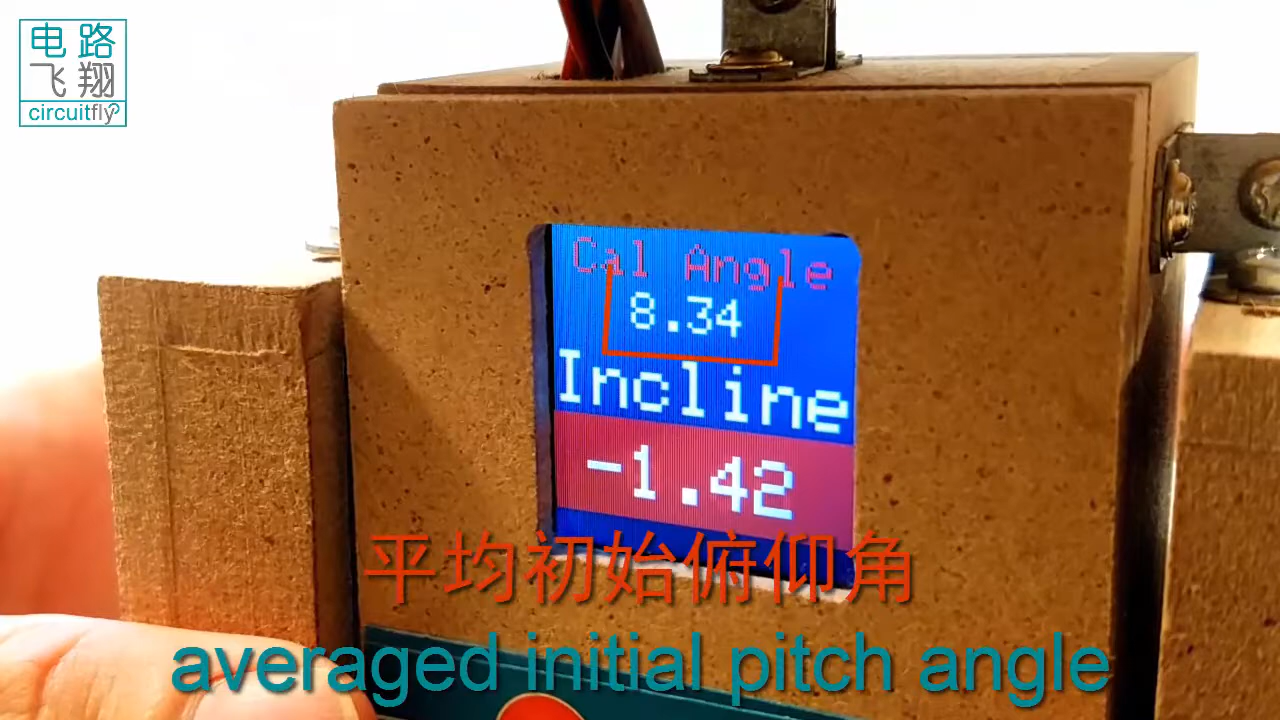 电路
飞翔
circuitfly
Cal Angle
8.34
Incline
-1.42
平均初始俯仰角
averaged initial pitch angle